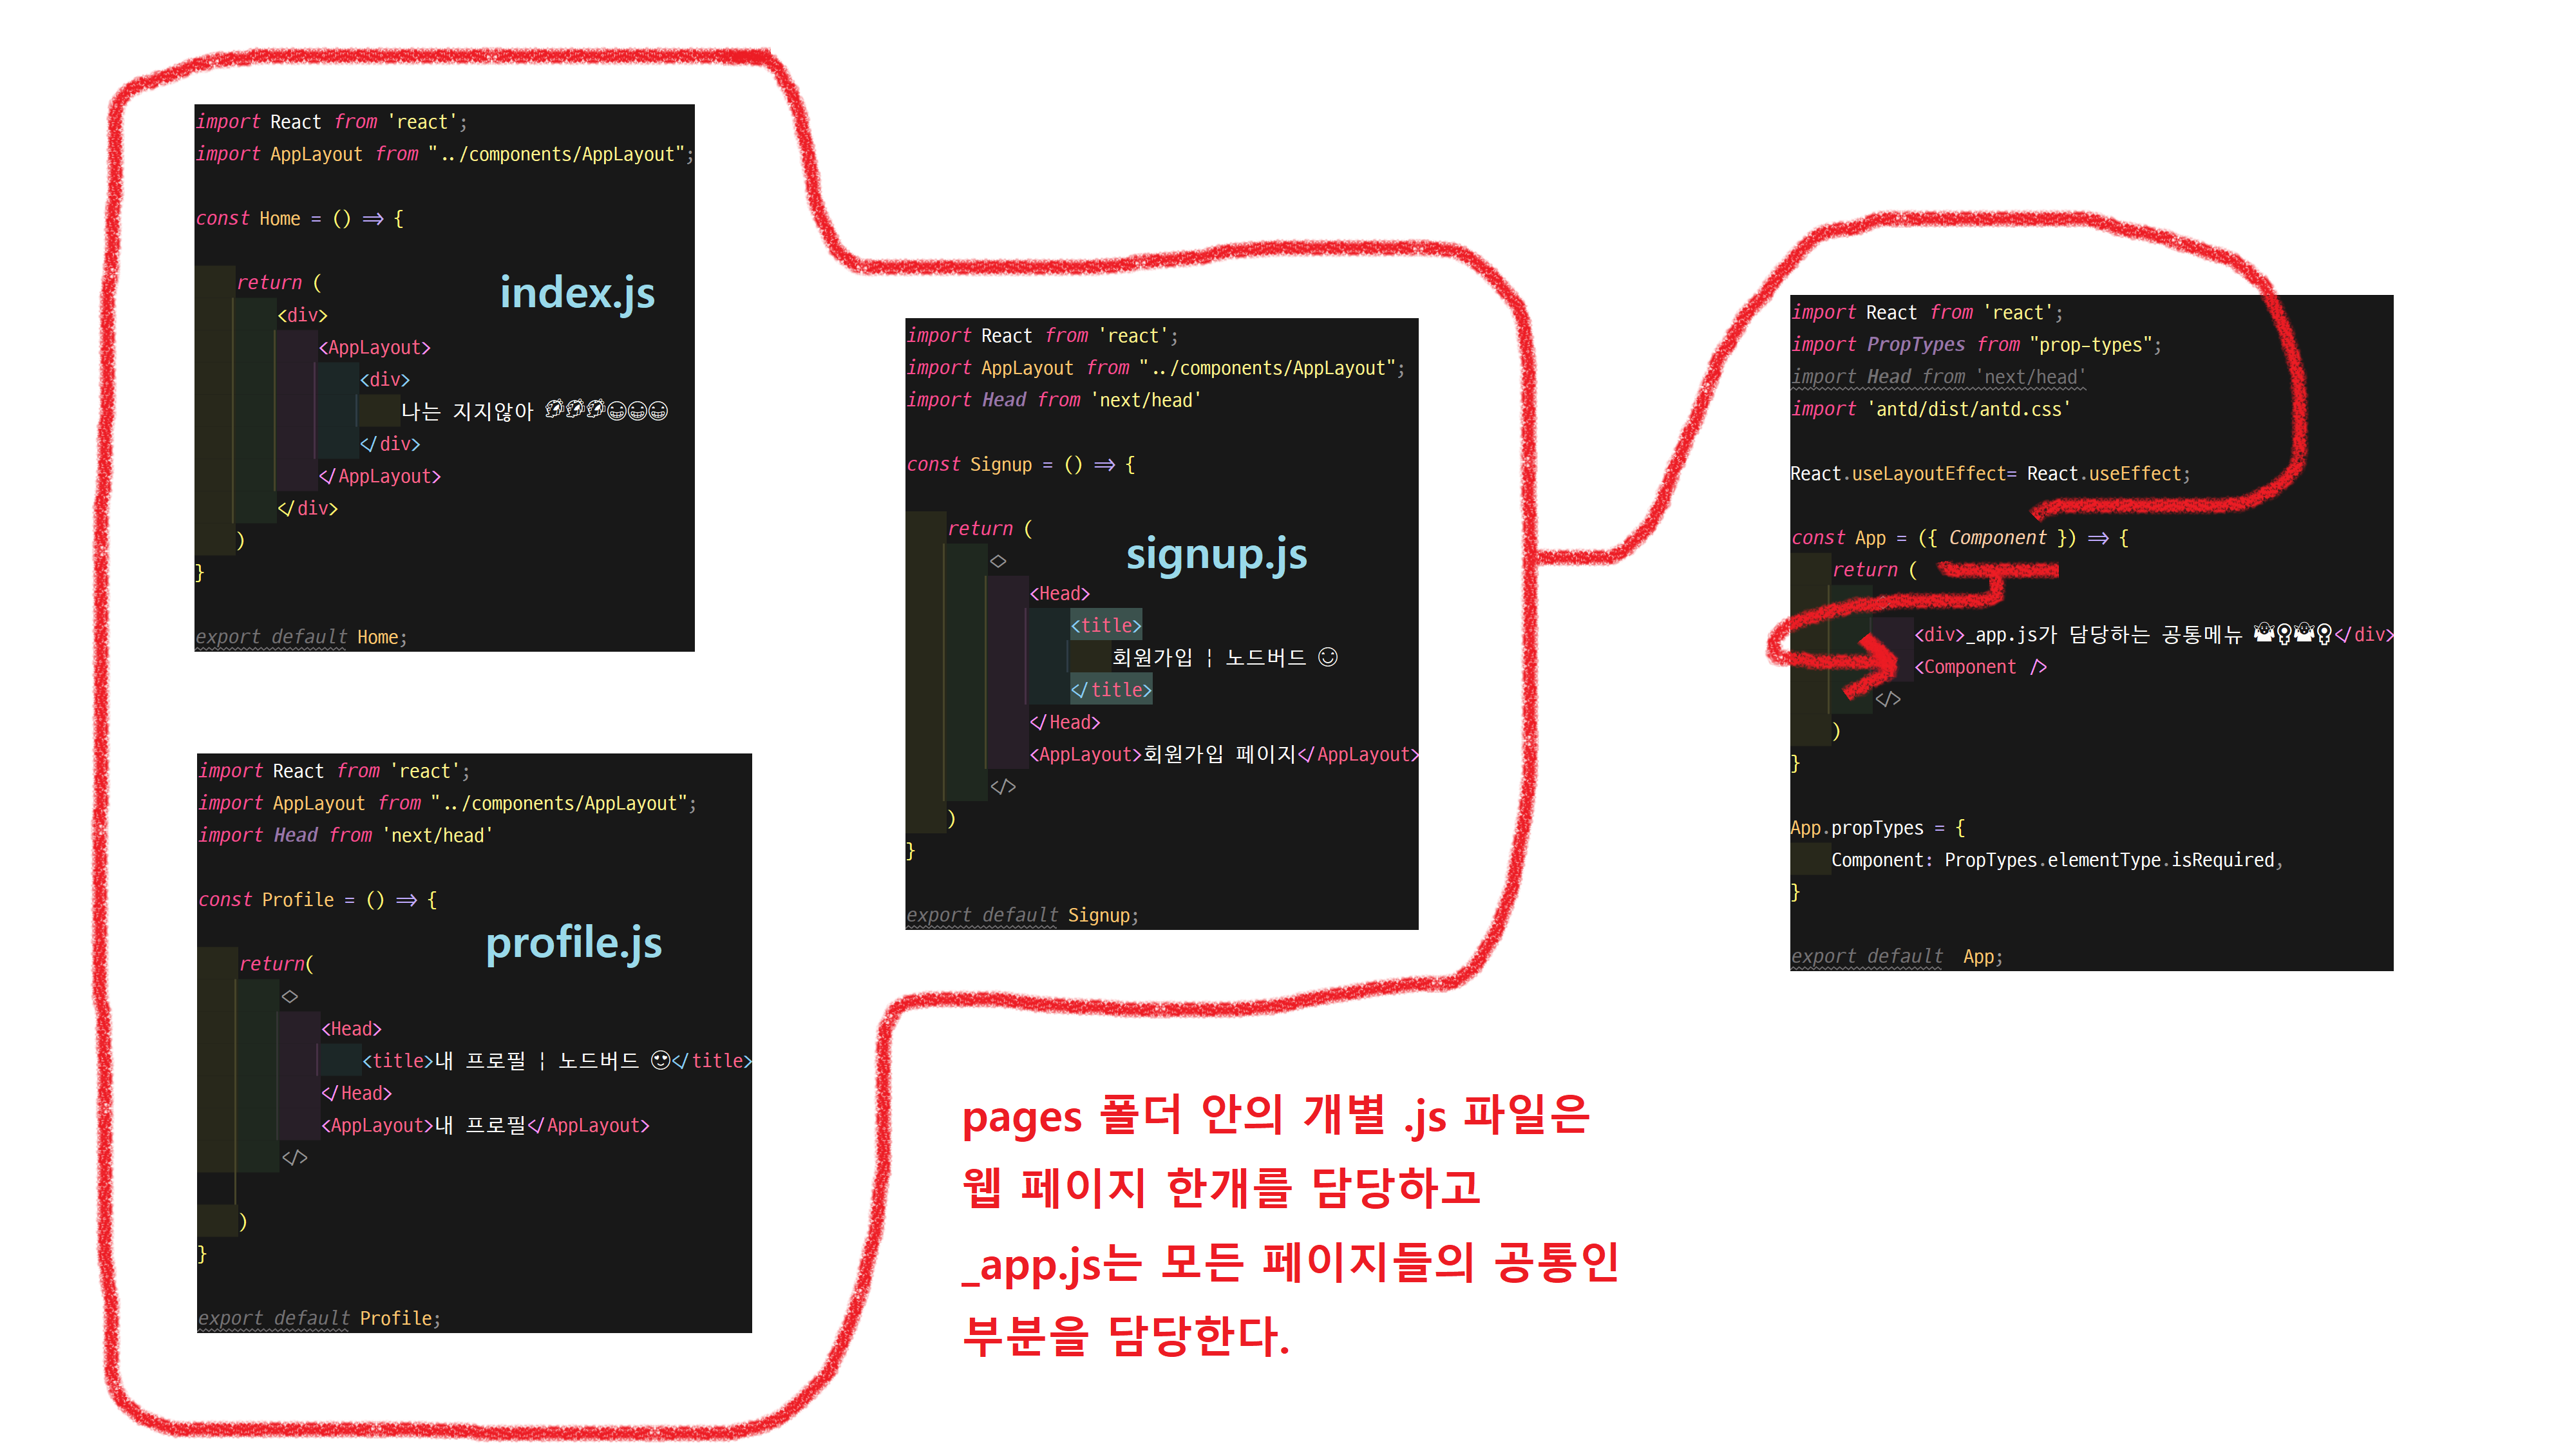 import React from 'react';
import AppLayout from "../components/AppLayout";
const Home = () => {
return (
<div>
<AppLayout>
<div>
나는 지지않아
</div>
</AppLayout>
</div>
)
}
export default Home;
index.js
import React from 'react';
import AppLayout from "../components/AppLayout";
import Head from 'next/head'
const Profile = () => {
return(
<>
<Head>
<title>내 프로필 | 노드버드 😍</title>
</Head>
<AppLayout>내 프로필</AppLayout>
</>
)
}
export default Profile;
profile.js
import React from 'react';
import AppLayout from "../components/AppLayout";
import Head from 'next/head'
const Signup = () => {
return (
<>
<Head>
<title>
회원가입 | 노드버드 ☺
</title>
</Head>
<AppLayout>회원가입 페이지</AppLayout>
</>
)
}
export default Signup;
signup.js
import React from 'react';
import PropTypes from "prop-types";
import Head from 'next/head'
import 'antd/dist/antd.css'
React.useLayoutEffect= React.useEffect;
const App = ({ Component }) => {
return (
<div>_app.js가 담당하는 공통메뉴 </div>
<Component />
</>
)
}
App.propTypes = {
Component: PropTypes.elementType.isRequired,
}
export default App;
pages 폴더 안의 개별 .js 파일은
웹 페이지 한개를 담당하고
_app.js는 모든 페이지들의 공통인
부분을 담당한다.